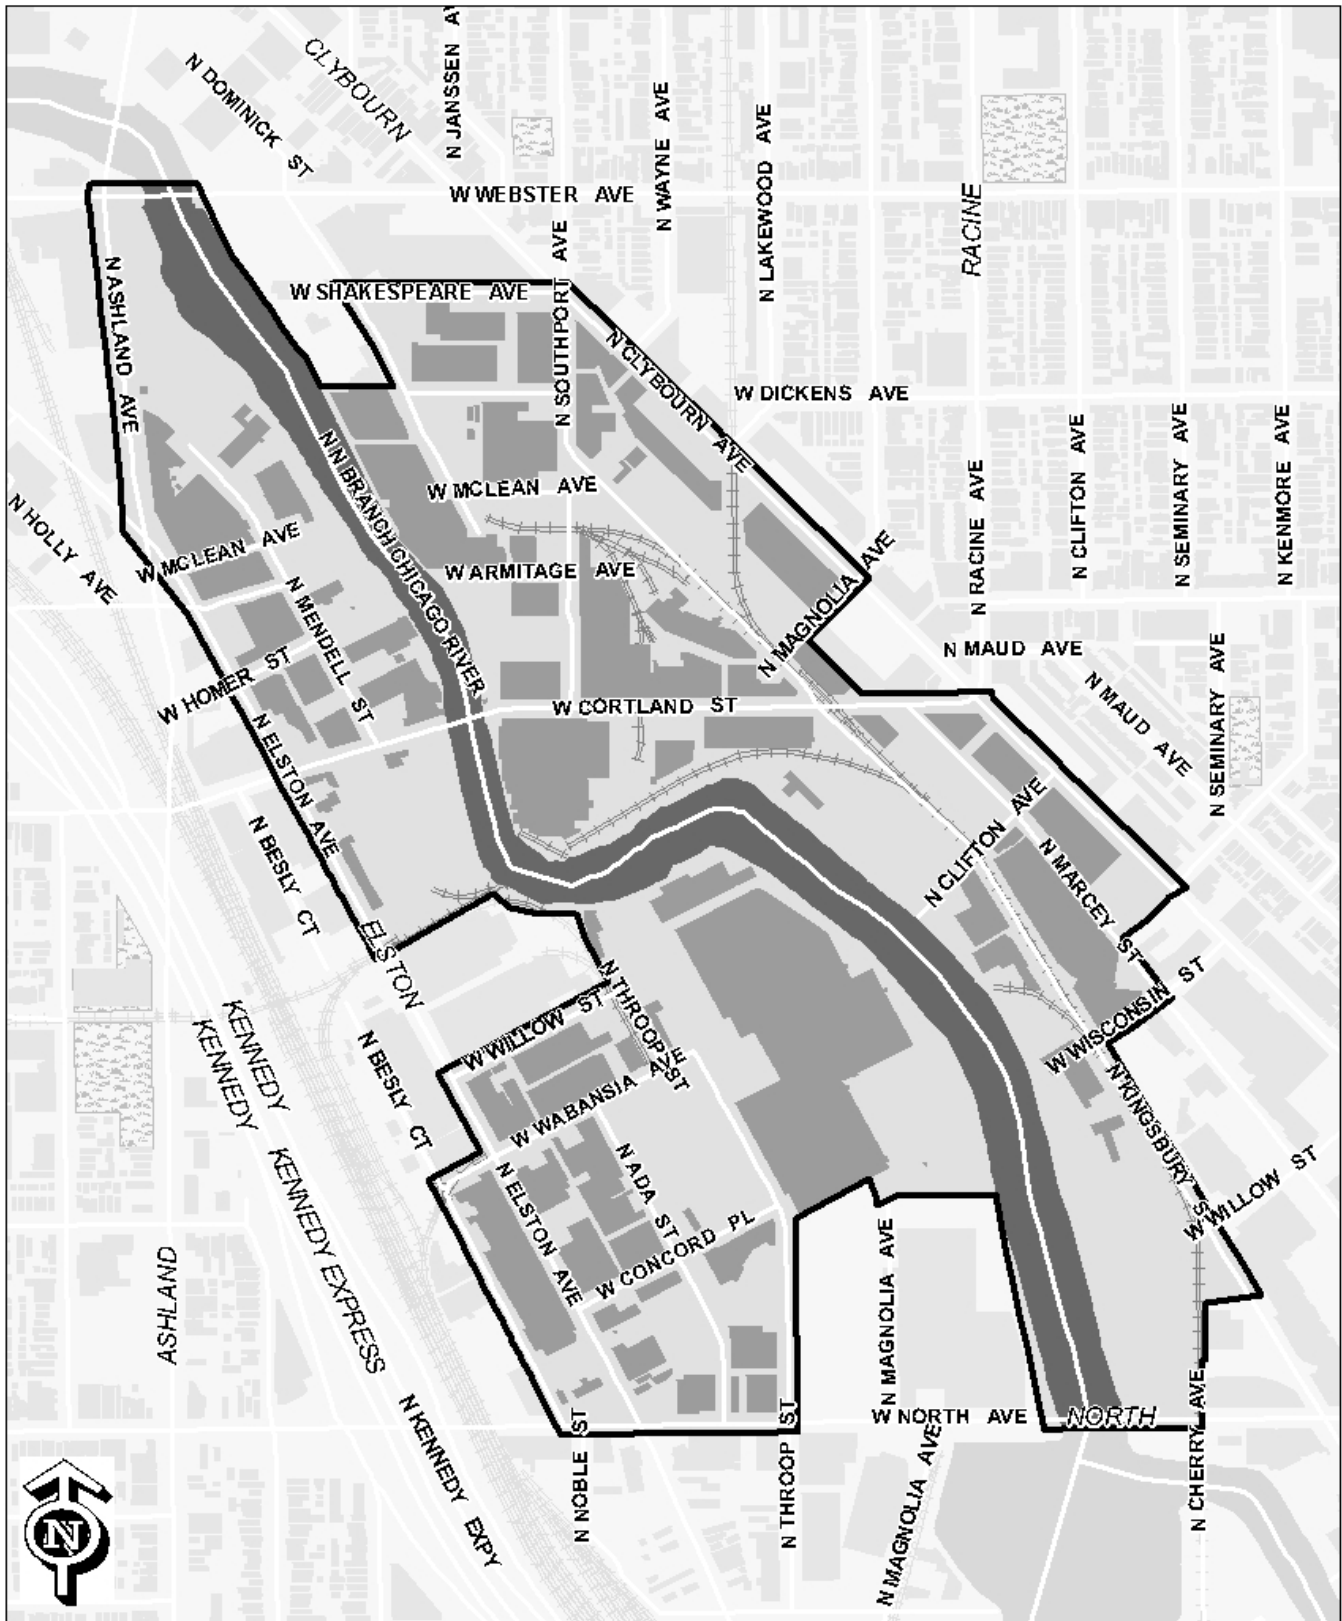 N JANSSEN AV
CLYBOURN
N DOMINICK ST
N WAYNE AVE
N LAKEWOOD AVE
W WEBSTER AVE
RACINE
N ASHLAND AVE
W SHAKESPEARE AVE
N SOUTHPORT AVE
N CLYBOURN AVE
W DICKENS AVE
N N BRANCH CHICAGO RIVER
W MCLEAN AVE
N RACINE AVE
N CLIFTON AVE
N SEMINARY AVE
N KENMORE AVE
N HOLLY AVE
W MCLEAN AVE
W ARMITAGE AVE
N MAGNOLIA AVE
N MENDELL ST
W HOMER ST
N MAUD AVE
N MAUD AVE
N SEMINARY AVE
W CORTLAND ST
N ELSTON AVE
N BESLY CT
N CLIFTON AVE
N MARCEY ST
ELSTON
N THROOP ST
W WISCONSIN ST
W WILLOW ST
KENNEDY
KENNEDY
N BESLY CT
W WABANSIA AVE
N KINGSBURY ST
W WILLOW ST
KENNEDY EXPRESS
N ELSTON AVE
N ADA ST
W CONCORD PL
ASHLAND
N MAGNOLIA AVE
W NORTH AVE
NORTH
N KENNEDY EXPY
N NOBLE ST
N THROOP ST
N MAGNOLIA AVE
N CHERRY AVE
N